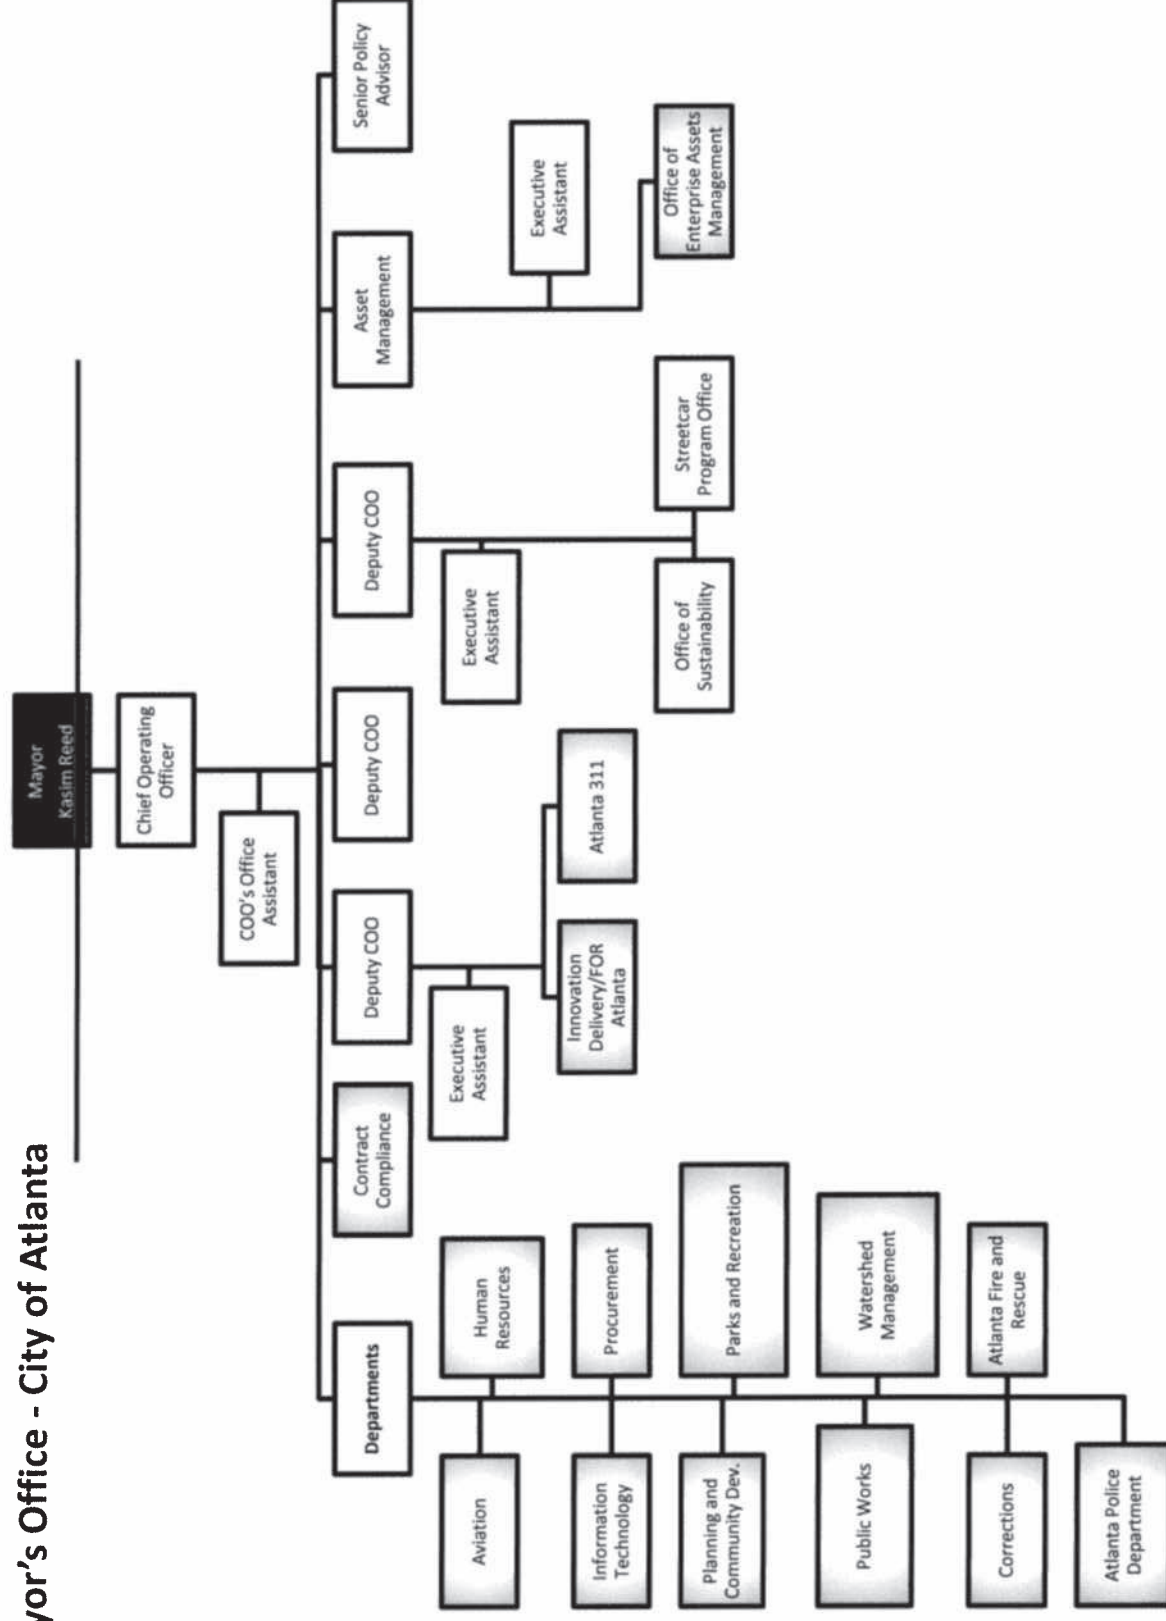 yor's Office - City of Atlanta
Mayor
Kasim Reed
Chief Operating
Officer
COO's Office
Assistant
Departments
Contract
Compliance
Deputy COO
Deputy COO
Deputy COO
Asset
Management
Senior Policy
Advisor
Aviation
Human
Resources
Information
Technology
Procurement
Planning and
Community Dev.
Parks and Recreation
Public Works
Watershed
Management
Corrections
Atlanta Fire and
Rescue
Atlanta Police
Department
Executive
Assistant
Innovation
Delivery/FOR
Atlanta
Atlanta 311
Executive
Assistant
Office of
Sustainability
Streetcar
Program Office
Executive
Assistant
Office of
Enterprise Assets
Management